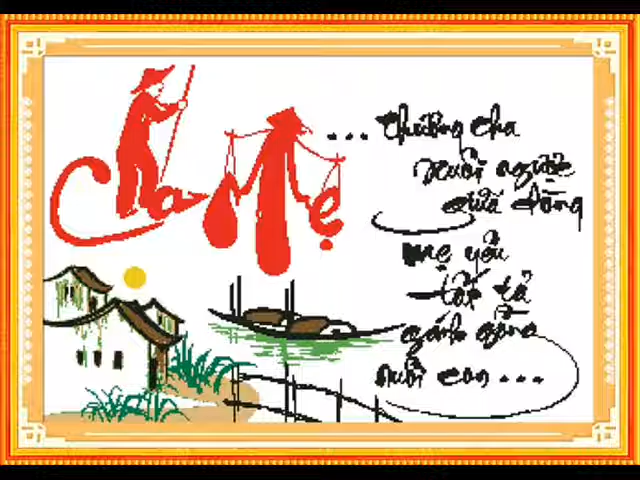 Cha Mẹ
... Thương cha
xuôi ngược
giữa dòng
mẹ yêu
tất tả
gánh gồng
nuôi con ...